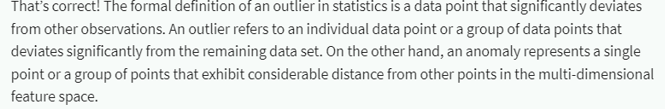 That's correct! The formal definition of an outlier in statistics is a data point that significantly deviates
from other observations. An outlier refers to an individual data point or a group of data points that
deviates significantly from the remaining data set. On the other hand, an anomaly represents a single
point or a group of points that exhibit considerable distance from other points in the multi-dimensional
feature space.